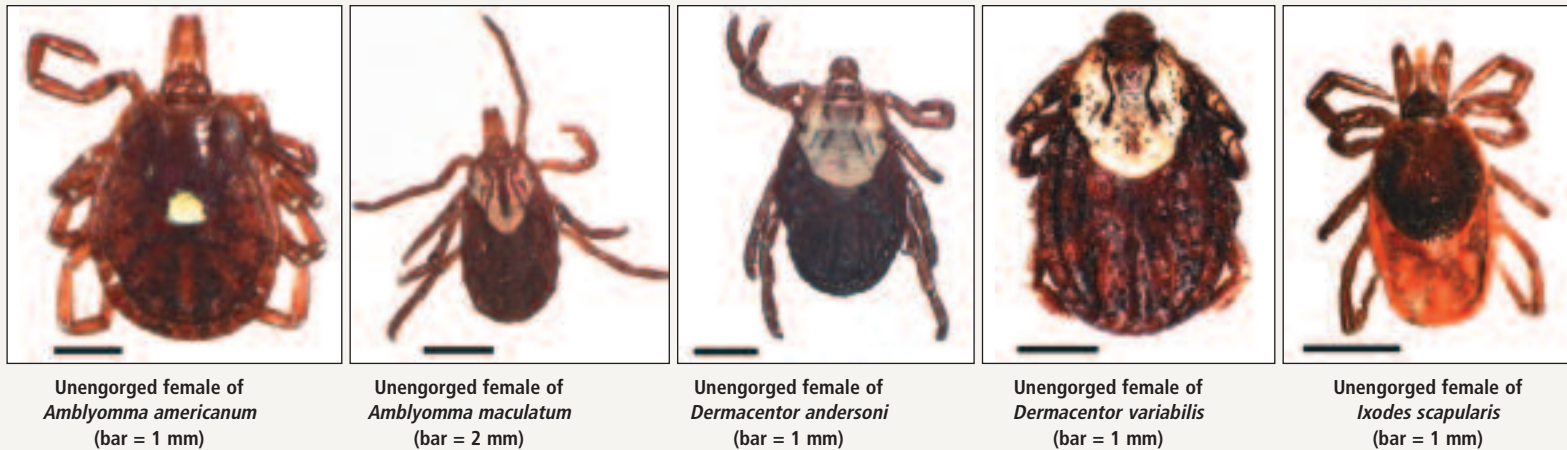 Unengorged female of
Amblyomma americanum
(bar = 1 mm)
Unengorged female of
Amblyomma maculatum
(bar = 2 mm)
Unengorged female of
Dermacentor andersoni
(bar = 1 mm)
Unengorged female of
Dermacentor variabilis
(bar = 1 mm)
Unengorged female of
Ixodes scapularis
(bar = 1 mm)